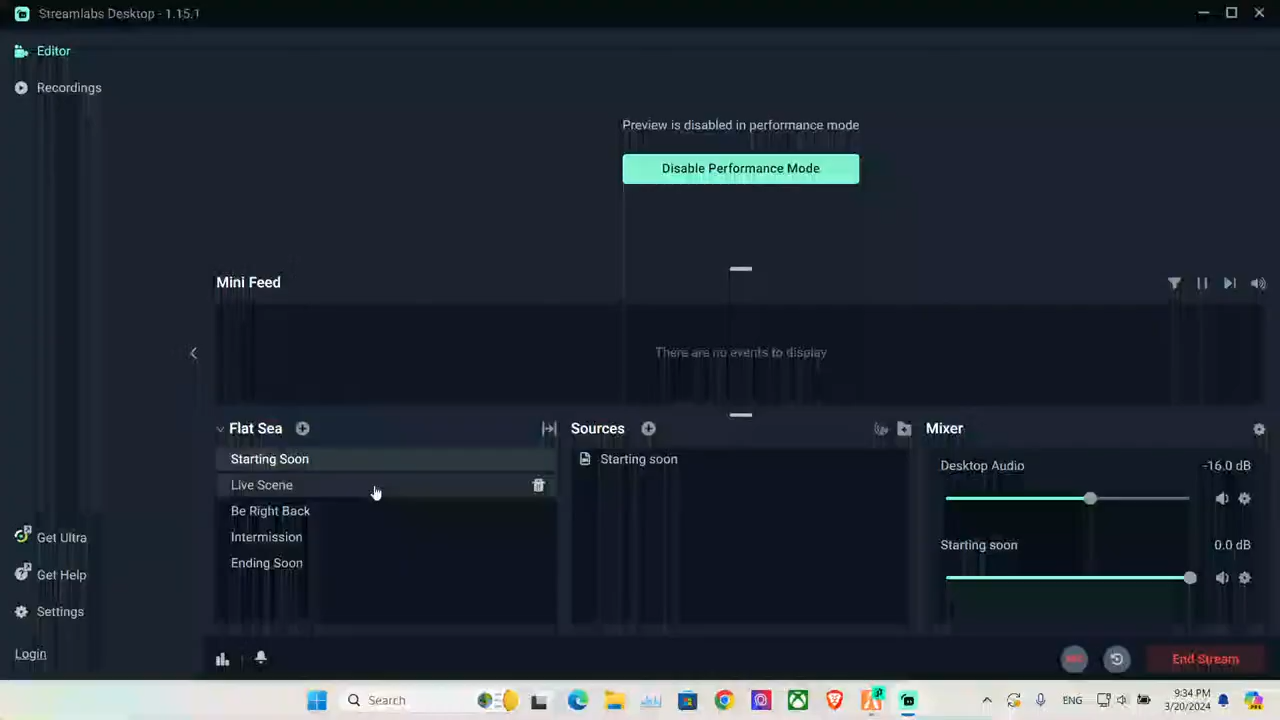 Streamlabs Desktop - 1.15.1
Editor
Recordings
Preview is disabled in performance mode
Disable Performance Mode
Mini Feed
There are no events to display
Flat Sea
Starting Soon
Live Scene
Be Right Back
Intermission
Ending Soon
Sources
Starting soon
Mixer
Desktop Audio -16.0 dB
Starting soon 0.0 dB
Get Ultra
Get Help
Settings
Login
REC
End Stream
Search
ENG
9:34 PM
3/20/2024